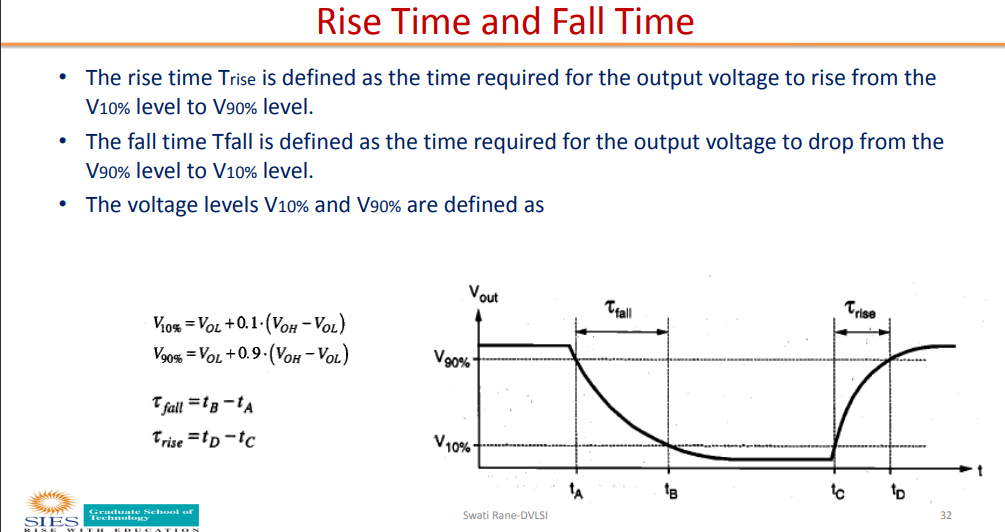 Rise Time and Fall Time
• The rise time Trise is defined as the time required for the output voltage to rise from the
V10% level to V90% level.
• The fall time Tfall is defined as the time required for the output voltage to drop from the
V90% level to V10% level.
• The voltage levels V10% and V90% are defined as
V10% = VOL +0.1·(VOH – VOL)
V90% = VOL +0.9·(VOH – VOL)
τfall = tB – tA
τrise = tD – tC
Vout
τfall
τrise
V90%
V10%
t
tA
tB
tC
tD
SIES
Graduate School of
Technology
RISE WITH EDUCATION
Swati Rane-DVLSI
32